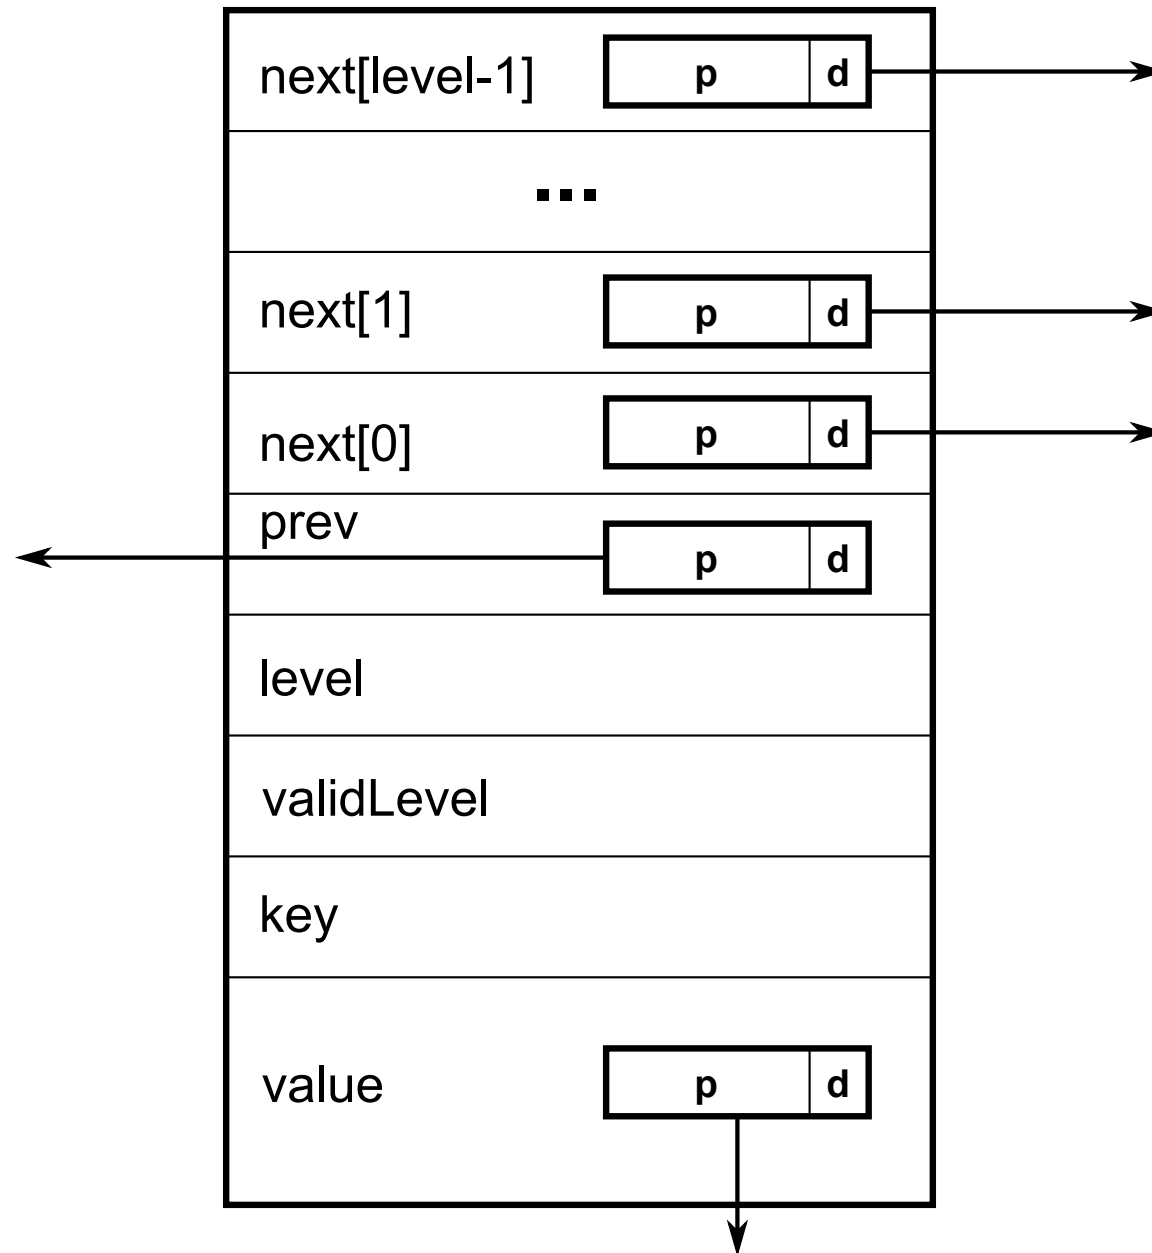 next[level-1] p d
...
next[1] p d
next[0] p d
prev p d
level
validLevel
key
value p d